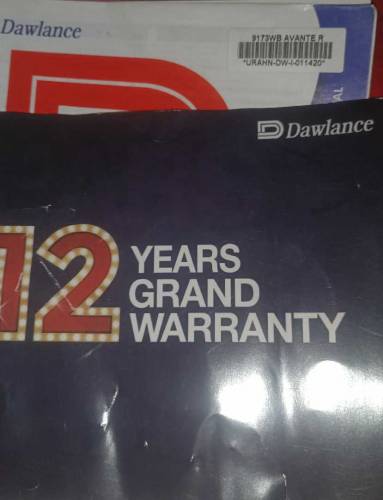 Dawlance
9173WB AVANTE R
*URAHN-DW-I-011420*
Dawlance
12
YEARS
GRAND
WARRANTY